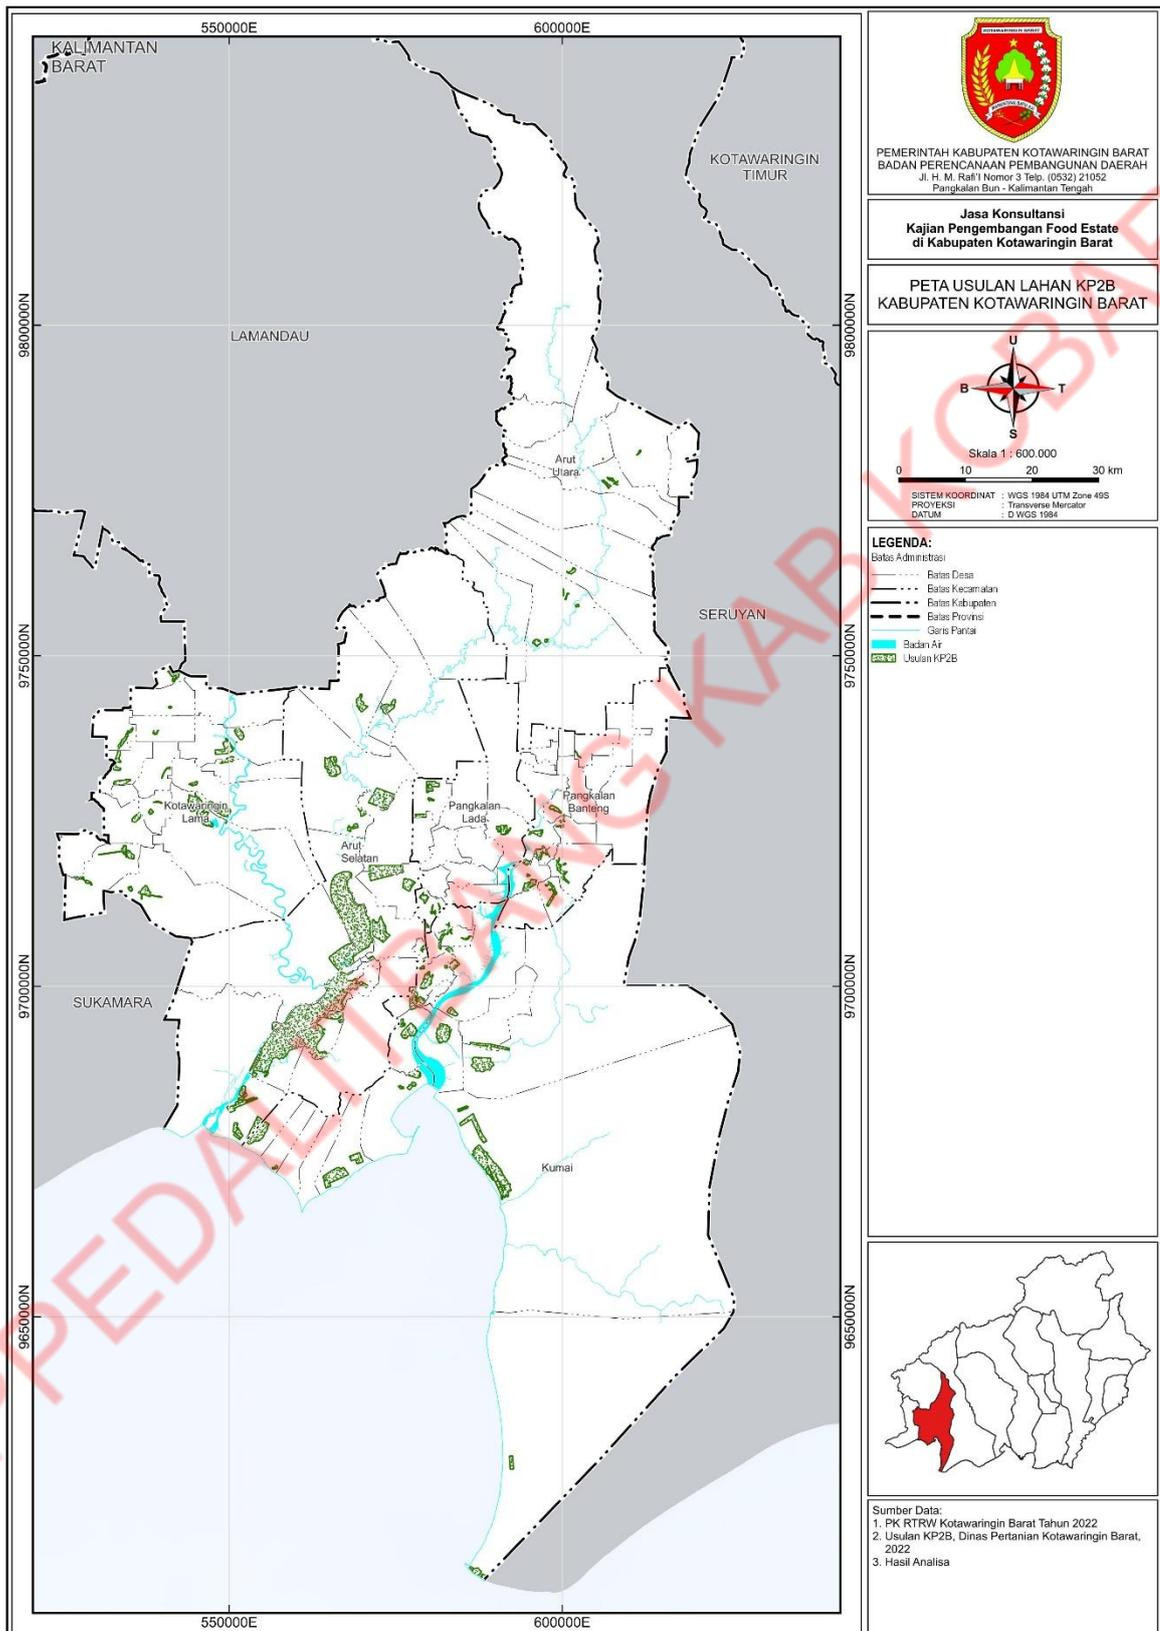 550000E
600000E
KALIMANTAN
BARAT
KOTAWARINGIN
TIMUR
LAMANDAU
9800000N
9800000N
Arut
Utara
SERUYAN
9750000N
9750000N
Kotawaringin
Lama
Pangkalan
Lada
Pangkalan
Banteng
Arut
Selatan
SUKAMARA
9700000N
9700000N
Kumai
9650000N
9650000N
550000E
600000E
PPEDALITBANG KAB KOBAR
KOTAWARINGIN BARAT
PEMERINTAH KABUPATEN KOTAWARINGIN BARAT
BADAN PERENCANAAN PEMBANGUNAN DAERAH
Jl. H. M. Rafi'I Nomor 3 Telp. (0532) 21052
Pangkalan Bun - Kalimantan Tengah
Jasa Konsultansi
Kajian Pengembangan Food Estate
di Kabupaten Kotawaringin Barat
PETA USULAN LAHAN KP2B
KABUPATEN KOTAWARINGIN BARAT
U
B T
S
Skala 1 : 600.000
0 10 20 30 km
SISTEM KOORDINAT : WGS 1984 UTM Zone 49S
PROYEKSI : Transverse Mercator
DATUM : D WGS 1984
LEGENDA:
Batas Administrasi
Batas Desa
Batas Kecamatan
Batas Kabupaten
Batas Provinsi
Garis Pantai
Badan Air
Usulan KP2B
Sumber Data:
1. PK RTRW Kotawaringin Barat Tahun 2022
2. Usulan KP2B, Dinas Pertanian Kotawaringin Barat,
2022
3. Hasil Analisa